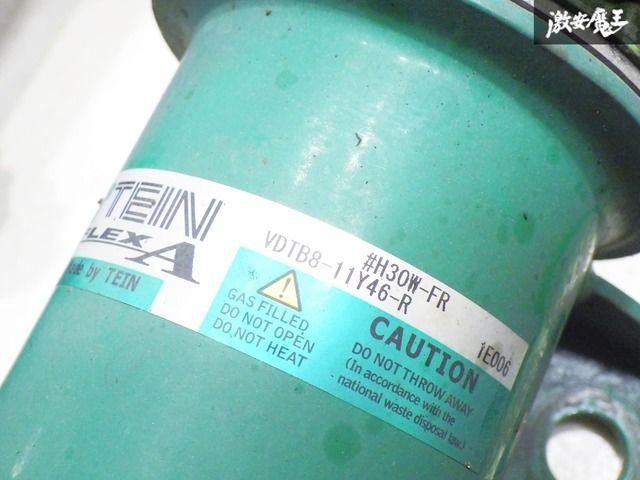 激安魔王
TEIN
FLEX A
Made by TEIN
#H30W-FR
VDTB8-11Y46-R
1E006
GAS FILLED
DO NOT OPEN
DO NOT HEAT
CAUTION
DO NOT THROW AWAY
(In accordance with the
national waste disposal law.)